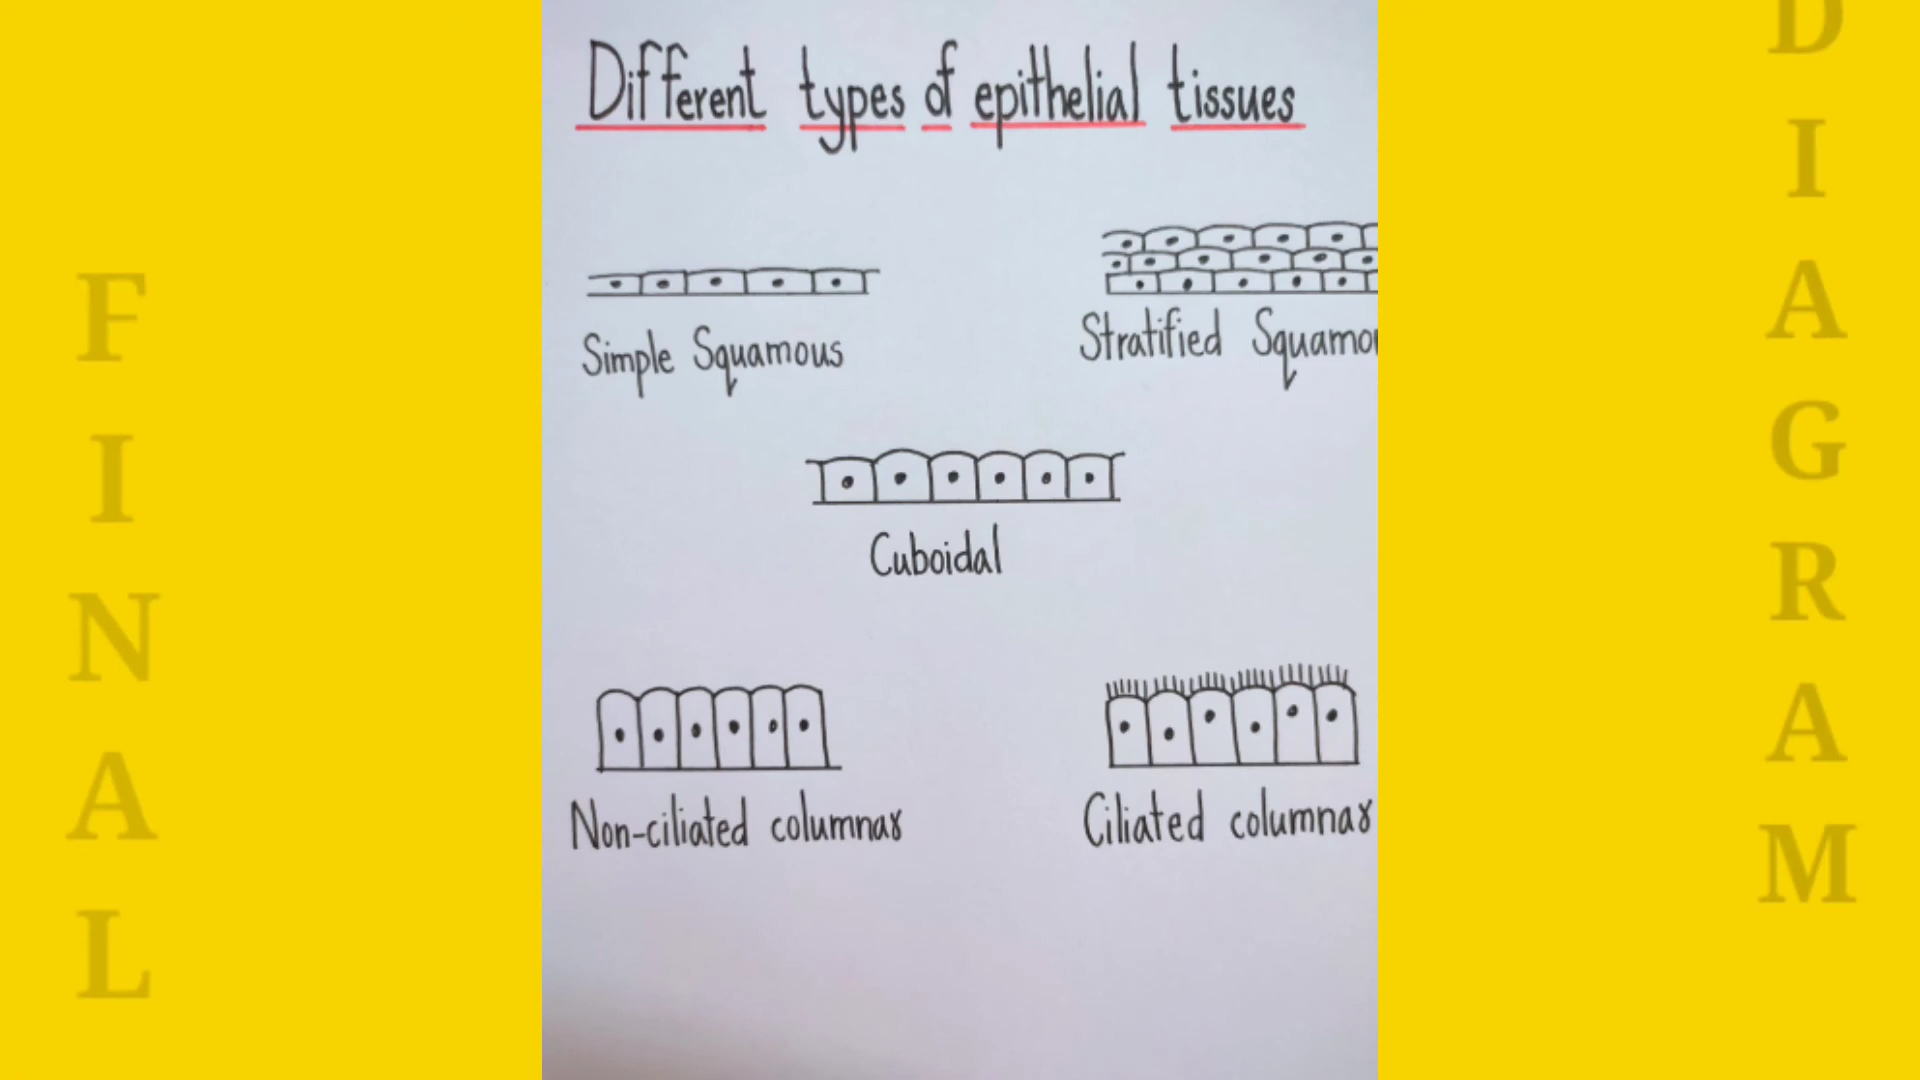 Different types of epithelial tissues
Simple Squamous
Stratified Squamo
Cuboidal
Non-ciliated columnar
Ciliated columnar
FINAL
DIAGRAM